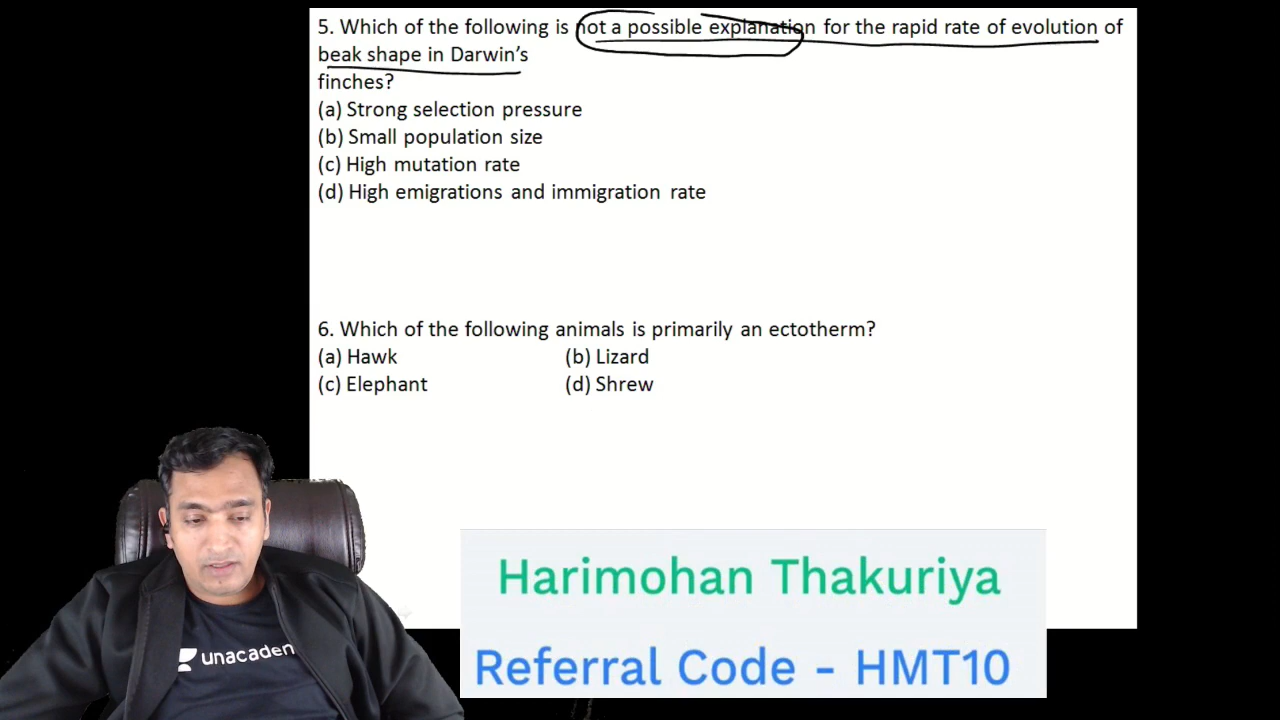 5. Which of the following is not a possible explanation for the rapid rate of evolution of
beak shape in Darwin’s
finches?
(a) Strong selection pressure
(b) Small population size
(c) High mutation rate
(d) High emigrations and immigration rate
6. Which of the following animals is primarily an ectotherm?
(a) Hawk (b) Lizard
(c) Elephant (d) Shrew
unacadem
Harimohan Thakuriya
Referral Code - HMT10